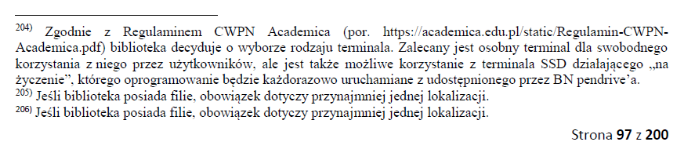 204) Zgodnie z Regulaminem CWPN Academica (por. https://academica.edu.pl/static/Regulamin-CWPN-
Academica.pdf) biblioteka decyduje o wyborze rodzaju terminala. Zalecany jest osobny terminal dla swobodnego
korzystania z niego przez użytkowników, ale jest także możliwe korzystanie z terminala SSD działającego „na
życzenie”, którego oprogramowanie będzie każdorazowo uruchamiane z udostępnionego przez BN pendrive’a.
205) Jeśli biblioteka posiada filie, obowiązek dotyczy przynajmniej jednej lokalizacji.
206) Jeśli biblioteka posiada filie, obowiązek dotyczy przynajmniej jednej lokalizacji.
Strona 97 z 200